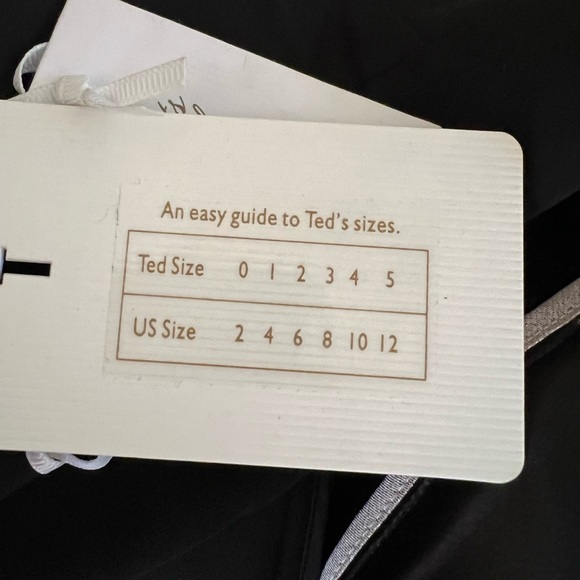 An easy guide to Ted's sizes.
Ted Size 0 1 2 3 4 5
US Size 2 4 6 8 10 12